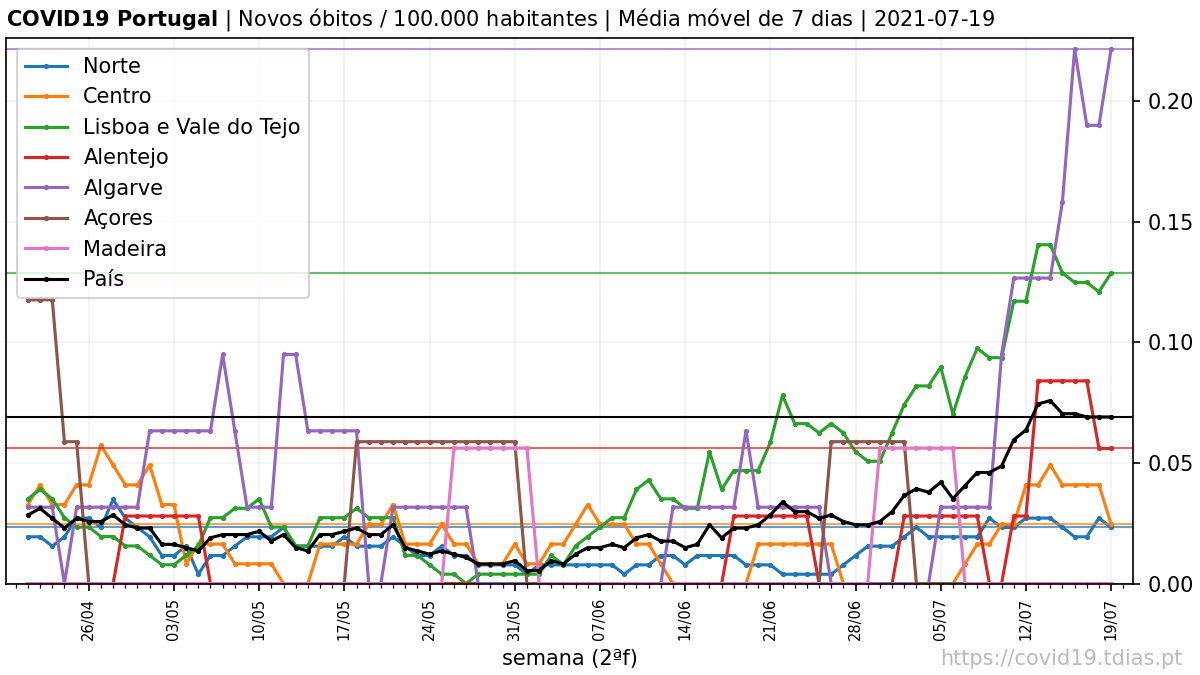 COVID19 Portugal | Novos óbitos / 100.000 habitantes | Média móvel de 7 dias | 2021-07-19
Norte
Centro
Lisboa e Vale do Tejo
Alentejo
Algarve
Açores
Madeira
País
0.20
0.15
0.10
0.05
0.00
26/04
03/05
10/05
17/05
24/05
31/05
07/06
14/06
21/06
28/06
05/07
12/07
19/07
semana (2ªf)
https://covid19.tdias.pt